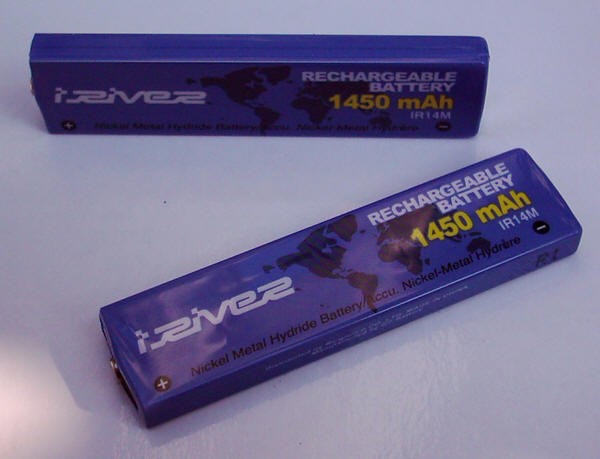 iRiver
RECHARGEABLE
BATTERY
1450 mAh
IR14M
Nickel Metal Hydride Battery/Accu. Nickel-Metal Hydrure
iRiver
RECHARGEABLE
BATTERY
1450 mAh
IR14M
Nickel Metal Hydride Battery/Accu. Nickel-Metal Hydrure